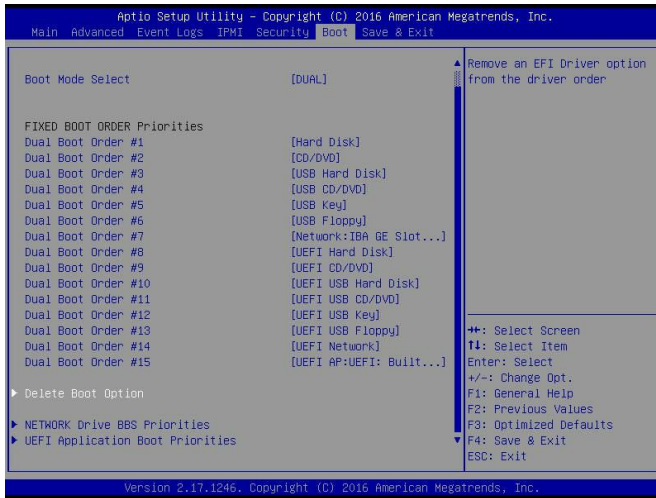 Aptio Setup Utility - Copyright (C) 2016 American Megatrends, Inc.
Main Advanced Event Logs IPMI Security Boot Save & Exit
Boot Mode Select [DUAL]
FIXED BOOT ORDER Priorities
Dual Boot Order #1 [Hard Disk]
Dual Boot Order #2 [CD/DVD]
Dual Boot Order #3 [USB Hard Disk]
Dual Boot Order #4 [USB CD/DVD]
Dual Boot Order #5 [USB Key]
Dual Boot Order #6 [USB Floppy]
Dual Boot Order #7 [Network:IBA GE Slot...]
Dual Boot Order #8 [UEFI Hard Disk]
Dual Boot Order #9 [UEFI CD/DVD]
Dual Boot Order #10 [UEFI USB Hard Disk]
Dual Boot Order #11 [UEFI USB CD/DVD]
Dual Boot Order #12 [UEFI USB Key]
Dual Boot Order #13 [UEFI USB Floppy]
Dual Boot Order #14 [UEFI Network]
Dual Boot Order #15 [UEFI AP:UEFI: Built...]
Delete Boot Option
NETWORK Drive BBS Priorities
UEFI Application Boot Priorities
Remove an EFI Driver option
from the driver order
→←: Select Screen
↑↓: Select Item
Enter: Select
+/-: Change Opt.
F1: General Help
F2: Previous Values
F3: Optimized Defaults
F4: Save & Exit
ESC: Exit
Version 2.17.1246. Copyright (C) 2016 American Megatrends, Inc.